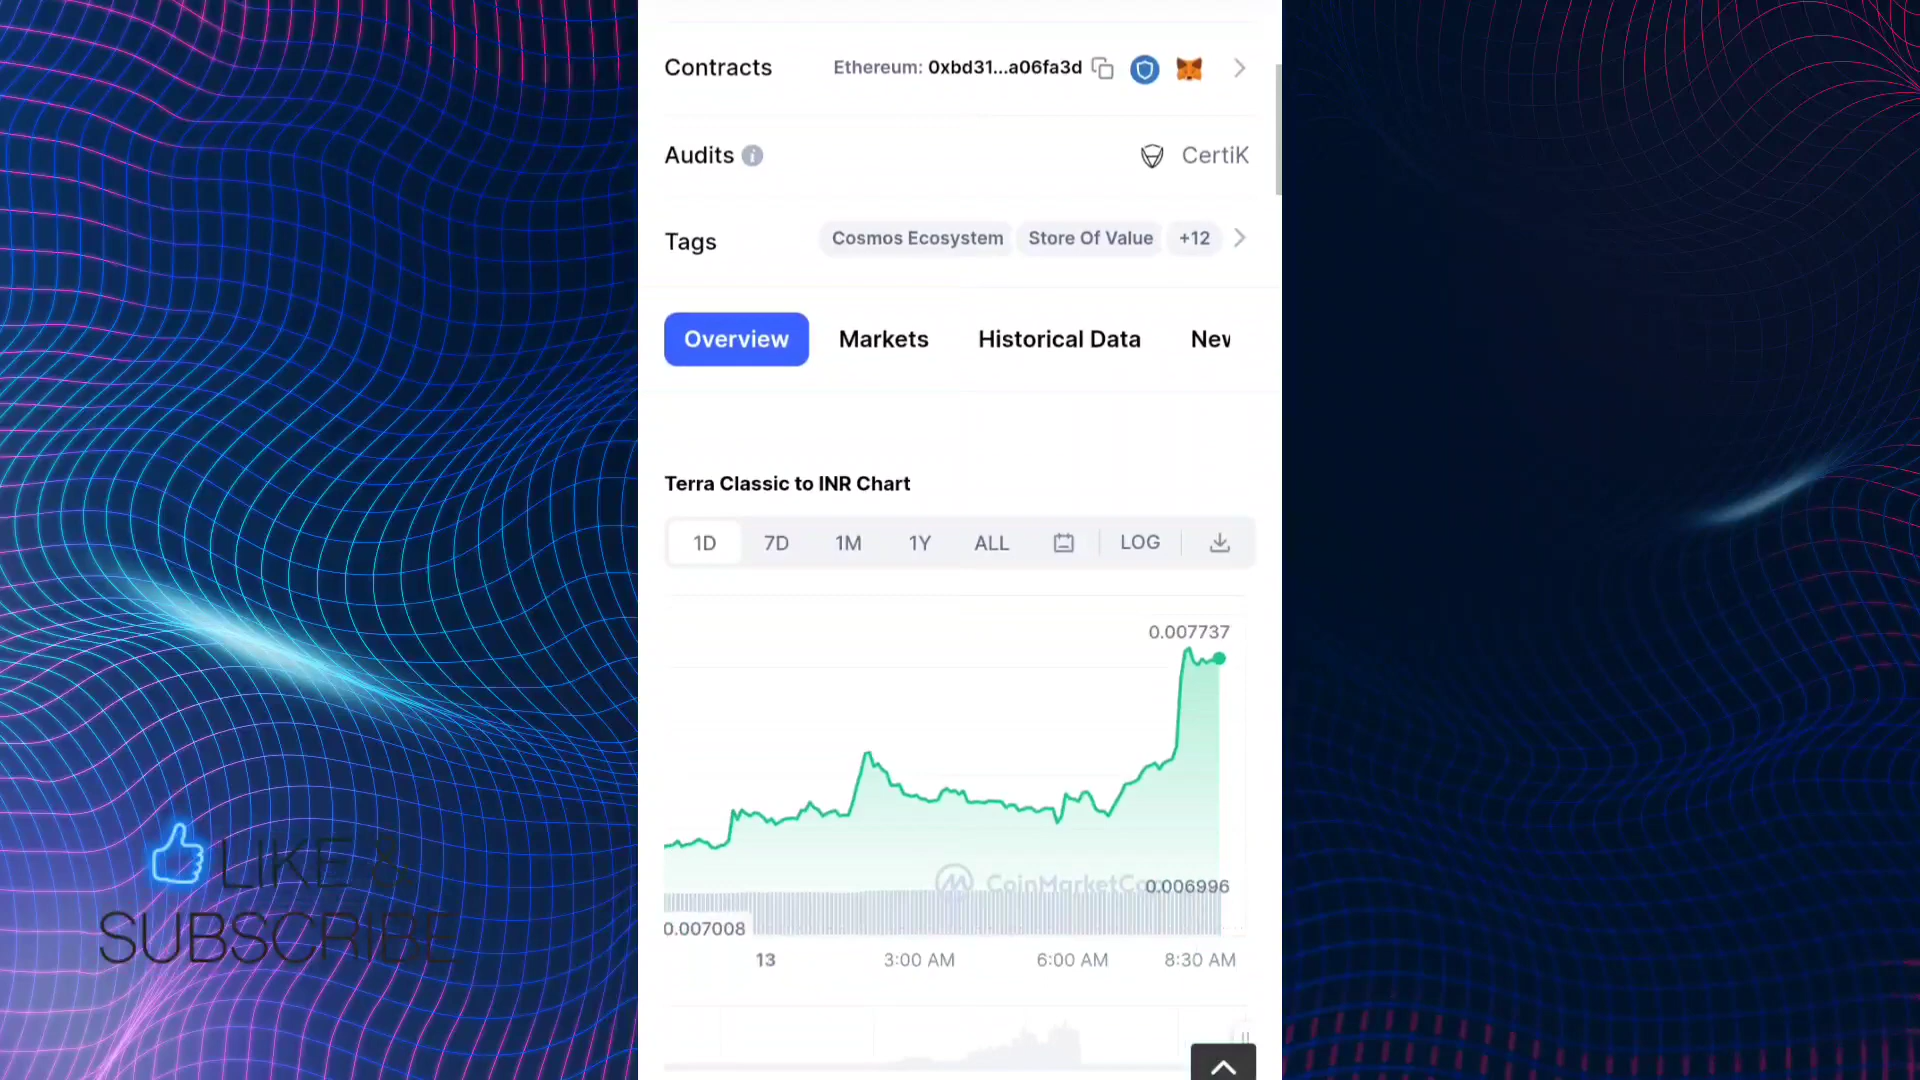 Contracts Ethereum: 0xbd31...a06fa3d
Audits CertiK
Tags Cosmos Ecosystem Store Of Value +12
Overview Markets Historical Data Nev
Terra Classic to INR Chart
1D 7D 1M 1Y ALL LOG
0.007737
CoinMarketCap 0.006996
0.007008
13 3:00 AM 6:00 AM 8:30 AM
LIKE &
SUBSCRIBE